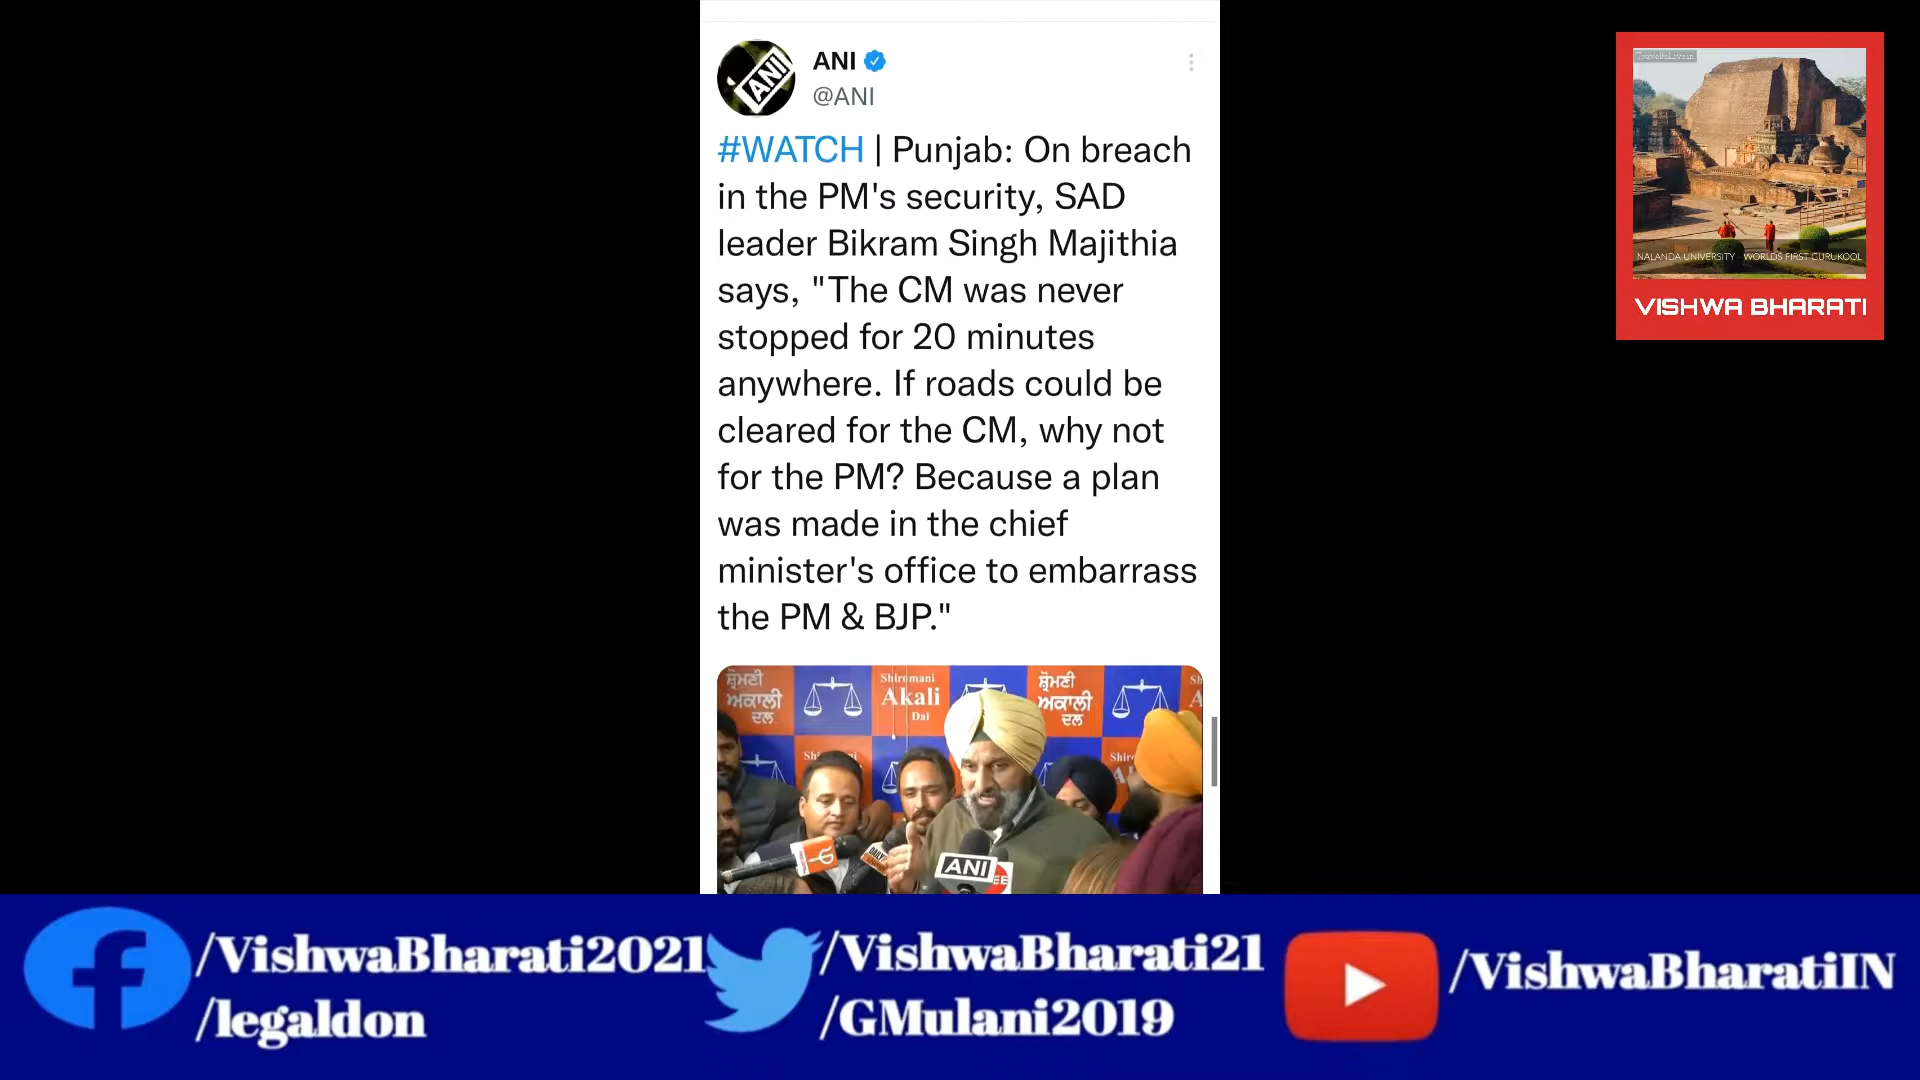 ANI
@ANI
#WATCH | Punjab: On breach
in the PM's security, SAD
leader Bikram Singh Majithia
says, "The CM was never
stopped for 20 minutes
anywhere. If roads could be
cleared for the CM, why not
for the PM? Because a plan
was made in the chief
minister's office to embarrass
the PM & BJP."
ਸ਼੍ਰੋਮਣੀ
ਅਕਾਲੀ
ਦਲ
Shiromani
Akali
Dal
ਸ਼੍ਰੋਮਣੀ
ਅਕਾਲੀ
ਦਲ
ANI
NALANDA UNIVERSITY WORLDS FIRST GURUKOOL
VISHWA BHARATI
/VishwaBharati2021
/legaldon
/VishwaBharati21
/GMulani2019
/VishwaBharatiIN